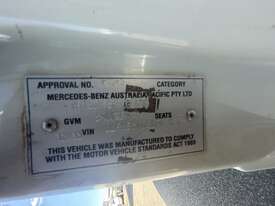 APPROVAL NO. CATEGORY
MERCEDES-BENZ AUSTRALIA/PACIFIC PTY LTD
GVM SEATS
VIN
THIS VEHICLE WAS MANUFACTURED TO COMPLY
WITH THE MOTOR VEHICLE STANDARDS ACT 1989